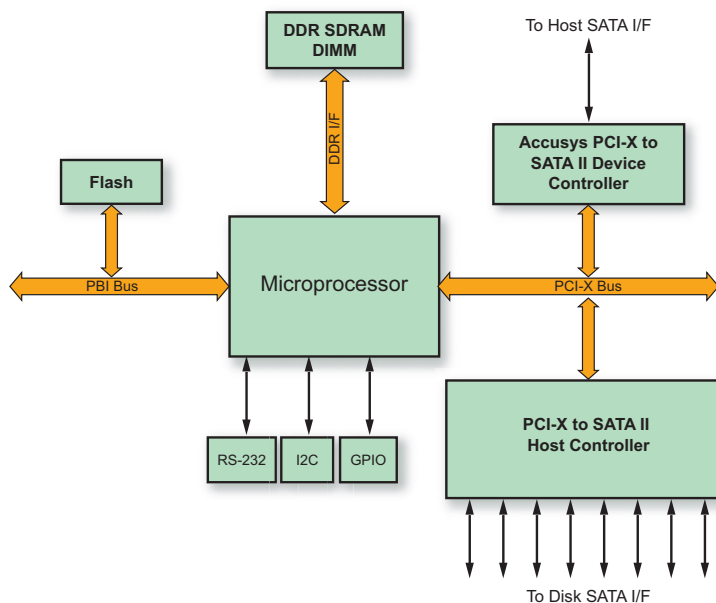 DDR SDRAM
DIMM
To Host SATA I/F
DDR I/F
Accusys PCI-X to
SATA II Device
Controller
Flash
Microprocessor
PBI Bus
PCI-X Bus
PCI-X to SATA II
Host Controller
RS-232
I2C
GPIO
To Disk SATA I/F